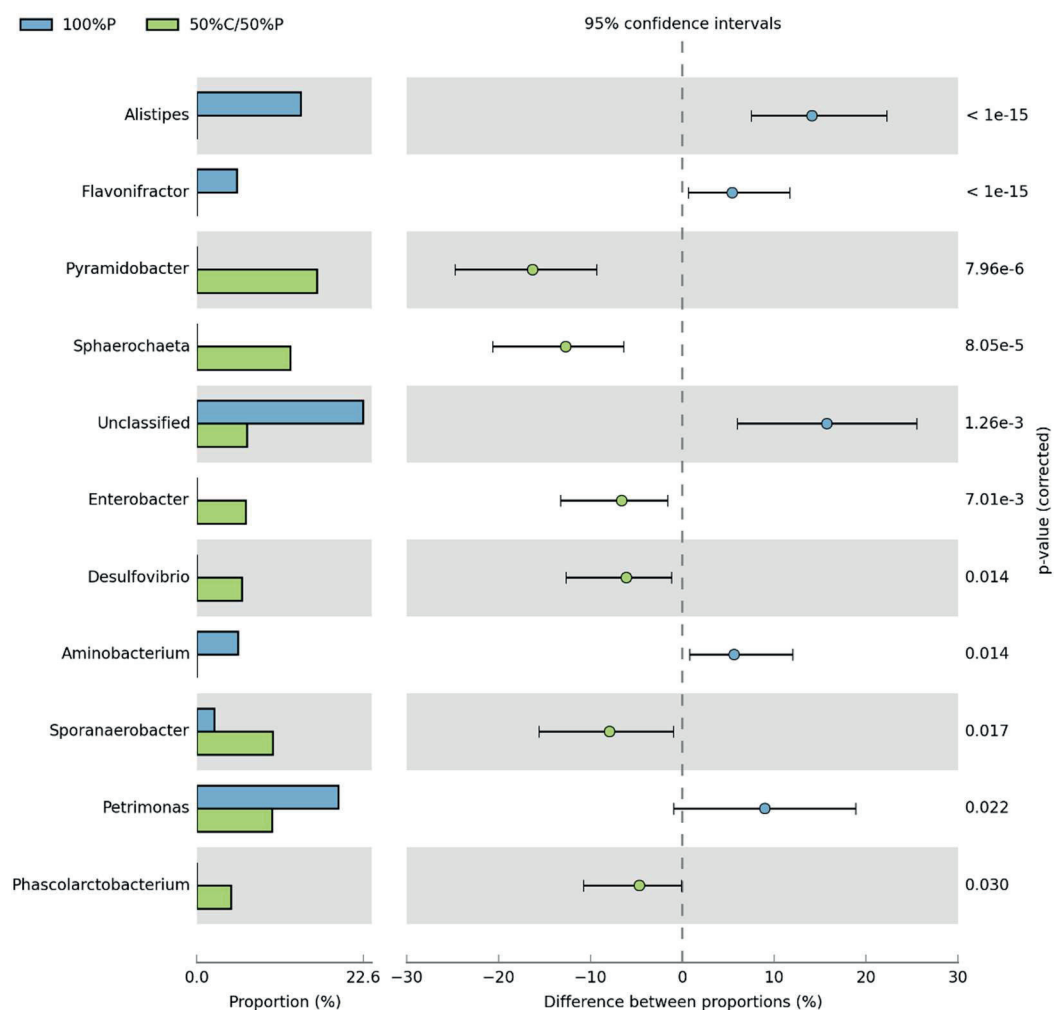 100%P 50%C/50%P 95% confidence intervals
Alistipes < 1e-15
Flavonifractor < 1e-15
Pyramidobacter 7.96e-6
Sphaerochaeta 8.05e-5
Unclassified 1.26e-3
Enterobacter 7.01e-3
Desulfovibrio 0.014
Aminobacterium 0.014
Sporanaerobacter 0.017
Petrimonas 0.022
Phascolarctobacterium 0.030
p-value (corrected)
0.0 22.6 −30 −20 −10 0 10 20 30
Proportion (%) Difference between proportions (%)